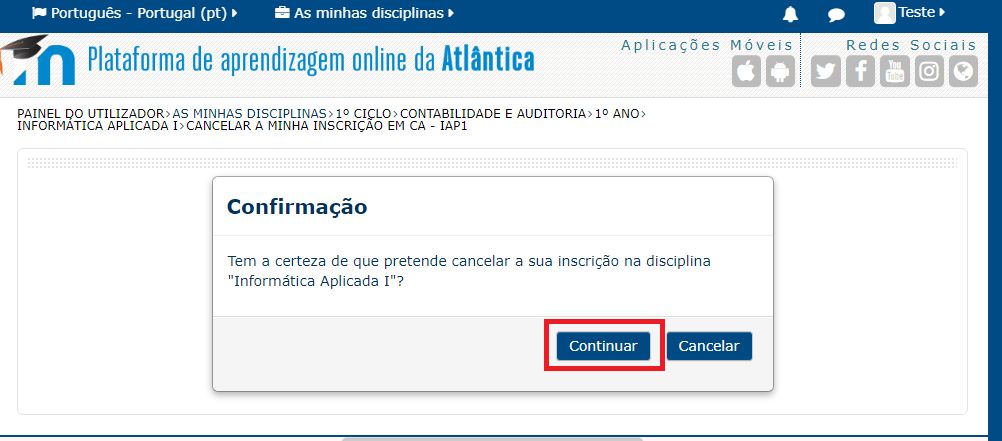 Português - Portugal (pt)
As minhas disciplinas
Teste
Plataforma de aprendizagem online da Atlântica
Aplicações Móveis
Redes Sociais
You Tube
PAINEL DO UTILIZADOR›AS MINHAS DISCIPLINAS›1º CICLO›CONTABILIDADE E AUDITORIA›1º ANO›
INFORMÁTICA APLICADA I›CANCELAR A MINHA INSCRIÇÃO EM CA - IAP1
Confirmação
Tem a certeza de que pretende cancelar a sua inscrição na disciplina
"Informática Aplicada I"?
Continuar
Cancelar